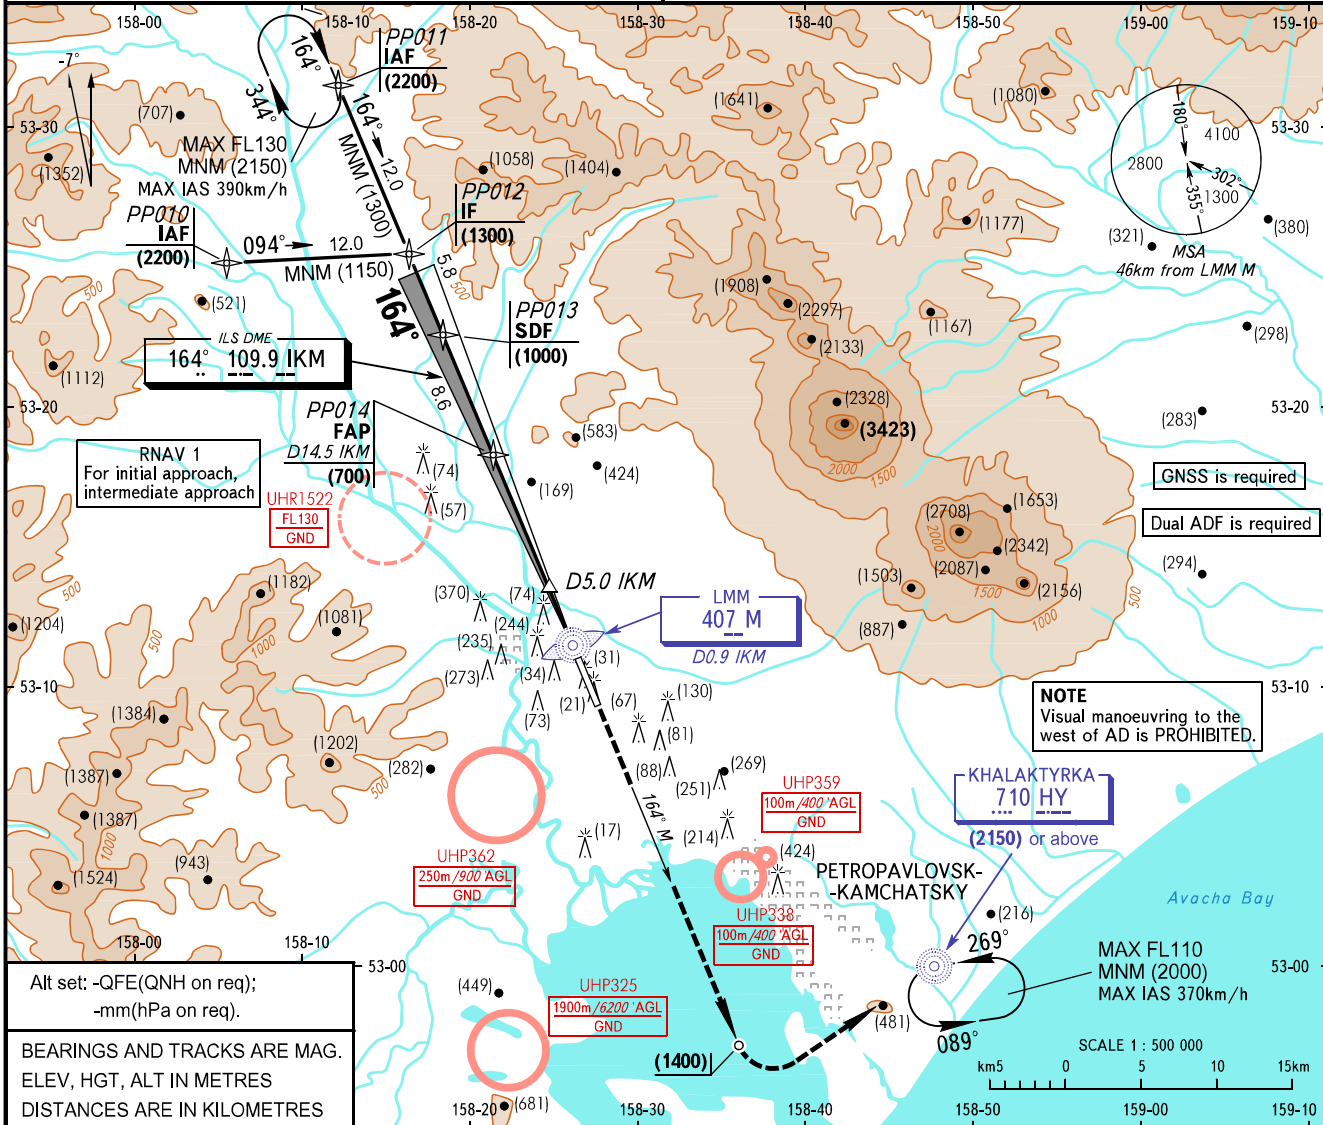 158-00
158-10
158-20
158-30
158-40
158-50
159-00
159-10
-7°
164°
344°
PP011
IAF
(2200)
164°
12.0
MNM (1300)
(707)
(1352)
MAX FL130
MNM (2150)
MAX IAS 390km/h
53-30
(1058)
(1404)
(1641)
(1080)
180°
4100
2800
302°
1300
355°
MSA
46km from LMM M
53-30
PP010
IAF
(2200)
094°
12.0
MNM (1150)
PP012
IF
(1300)
(1177)
(321)
(380)
500
(521)
5.8
500
(1908)
(2297)
(2133)
(1167)
(298)
164°
PP013
SDF
(1000)
ILS DME
164° 109.9 IKM
(1112)
8.6
53-20
(2328)
(3423)
2000
1500
(283)
53-20
PP014
FAP
D14.5 IKM
(700)
(583)
(424)
(169)
(74)
(57)
RNAV 1
For initial approach,
intermediate approach
UHR1522
FL130
GND
GNSS is required
Dual ADF is required
(2708)
(1653)
2000
(2342)
(2087)
(1503)
(2156)
1500
1000
500
(294)
(887)
D5.0 IKM
LMM
407 M
D0.9 IKM
500
(1182)
(1204)
(1081)
500
1000
(370)
(74)
(244)
(235)
(273)
(34)
(31)
(21)
(73)
(67)
(130)
(81)
(88)
(269)
(251)
(214)
(17)
53-10
53-10
NOTE
Visual manoeuvring to the
west of AD is PROHIBITED.
(1384)
(1202)
(1387)
(1387)
500
(282)
1000
(1524)
(943)
164° M
UHP359
100m/400 'AGL
GND
(424)
KHALAKTYRKA
710 HY
(2150) or above
UHP362
250m/900 'AGL
GND
PETROPAVLOVSK-
-KAMCHATSKY
UHP338
100m/400 'AGL
GND
Avacha Bay
(216)
269°
089°
MAX FL110
MNM (2000)
MAX IAS 370km/h
158-00
158-10
53-00
53-00
(449)
UHP325
1900m/6200 'AGL
GND
(481)
(1400)
(681)
Alt set: -QFE(QNH on req);
-mm(hPa on req).
BEARINGS AND TRACKS ARE MAG.
ELEV, HGT, ALT IN METRES
DISTANCES ARE IN KILOMETRES
SCALE 1 : 500 000
km5 0 5 10 15km
158-20
158-30
158-40
158-50
159-00
159-10